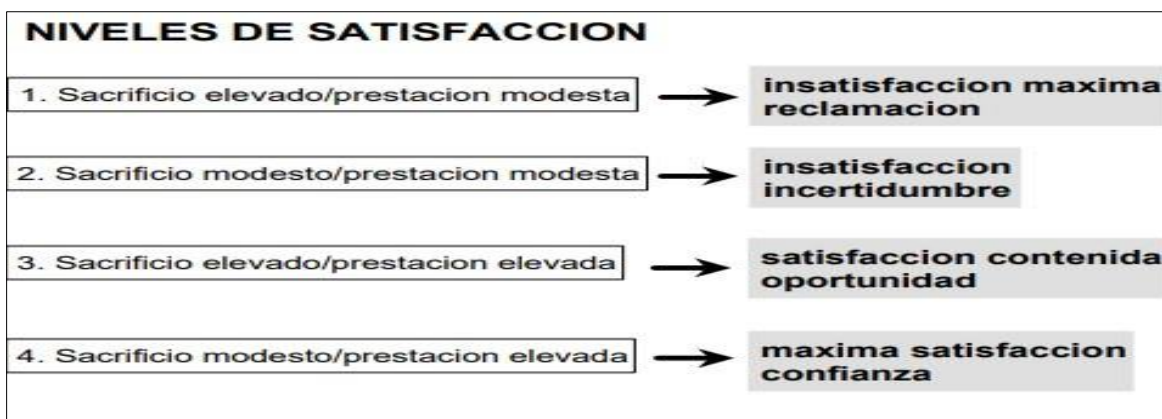 NIVELES DE SATISFACCION
1. Sacrificio elevado/prestacion modesta
insatisfaccion maxima
reclamacion
2. Sacrificio modesto/prestacion modesta
insatisfaccion
incertidumbre
3. Sacrificio elevado/prestacion elevada
satisfaccion contenida
oportunidad
4. Sacrificio modesto/prestacion elevada
maxima satisfaccion
confianza